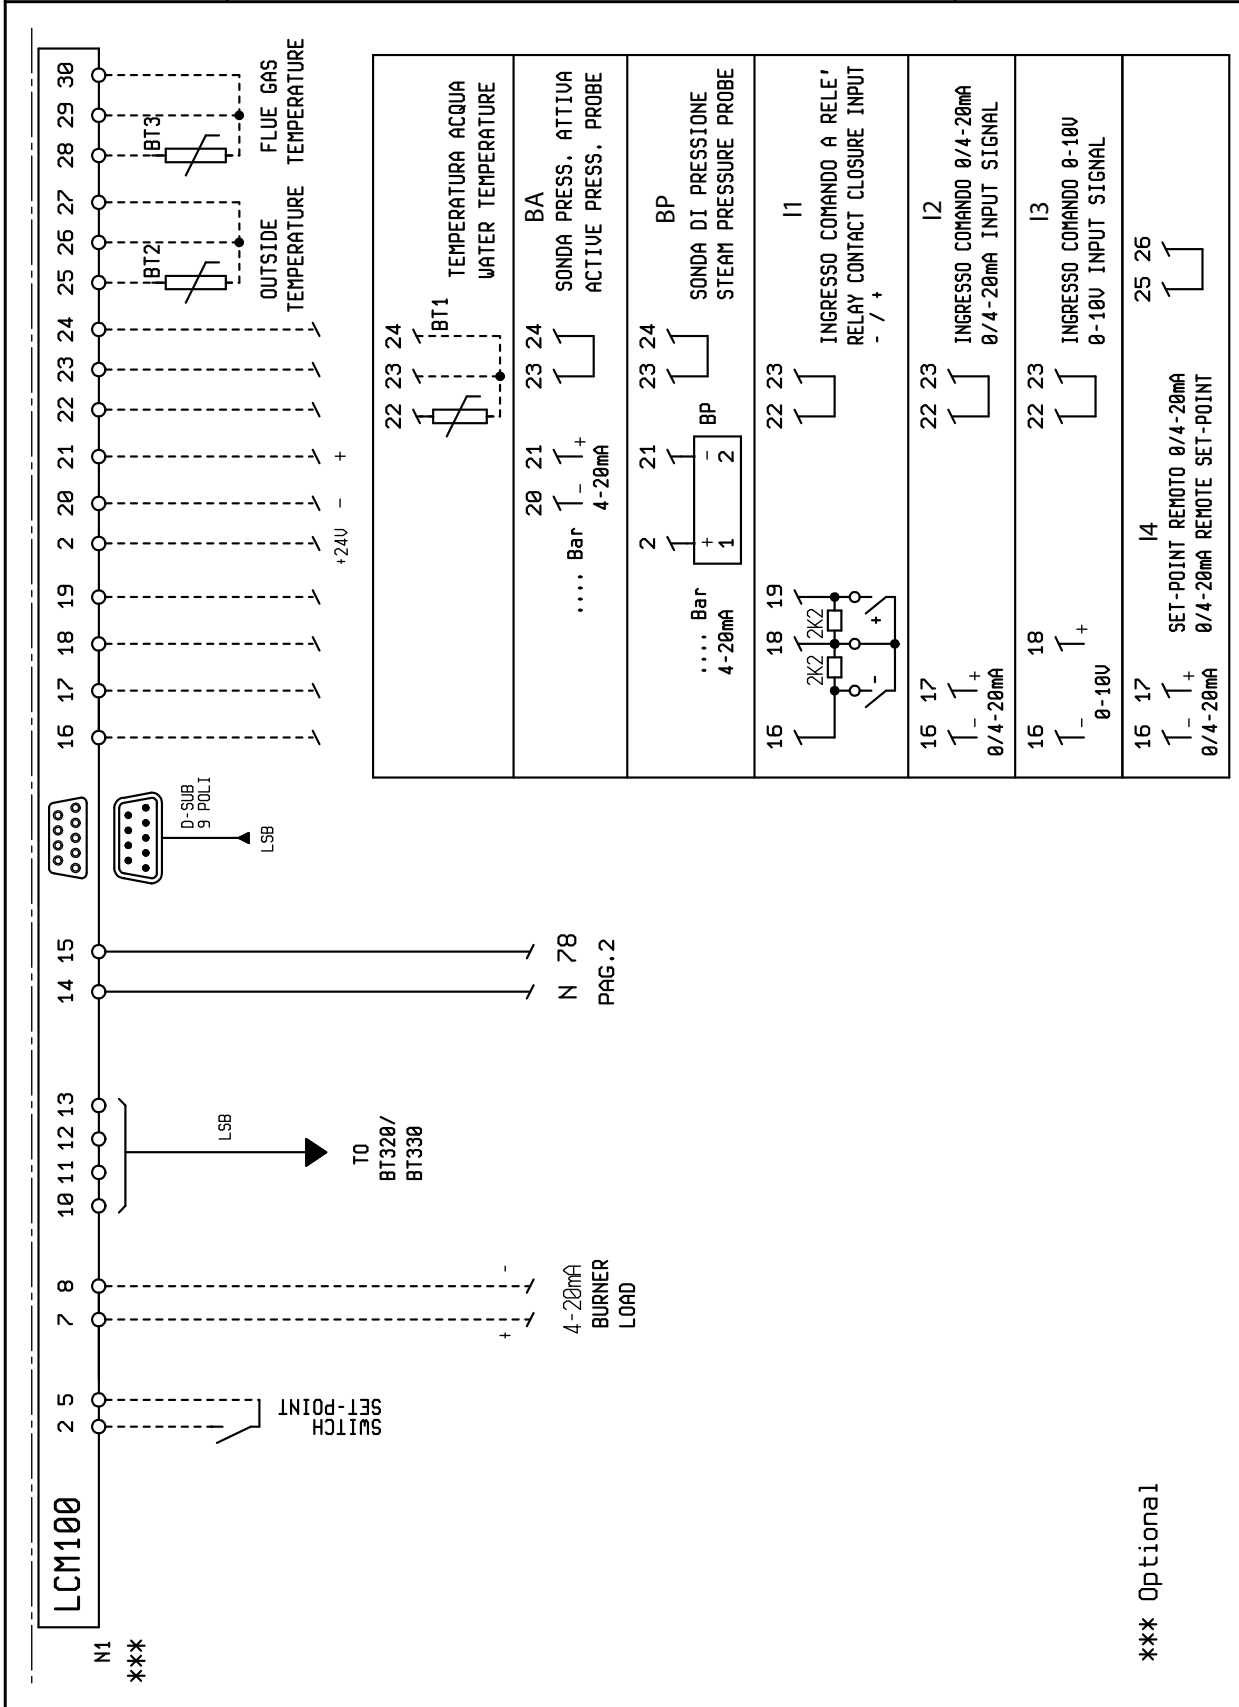 LCM100
N1
***
2 5 7 8 10 11 12 13 14 15 16 17 18 19 2 20 21 22 23 24 25 26 27 28 29 30
SWITCH
SET-POINT
+ -
4-20mA
BURNER
LOAD
LSB
TO
BT320/
BT330
N 78
PAG.2
D-SUB
9 POLI
LSB
+24V - +
BT2
OUTSIDE
TEMPERATURE
BT3
FLUE GAS
TEMPERATURE
22 23 24
BT1
TEMPERATURA ACQUA
WATER TEMPERATURE
20 21 23 24
- +
.... Bar
4-20mA
BA
SONDA PRESS. ATTIVA
ACTIVE PRESS. PROBE
2 21 23 24
+ -
1 2
BP
.... Bar
4-20mA
BP
SONDA DI PRESSIONE
STEAM PRESSURE PROBE
16 18 19 22 23
2K2 2K2
- +
I1
INGRESSO COMANDO A RELE'
RELAY CONTACT CLOSURE INPUT
- / +
16 17 22 23
- +
0/4-20mA
I2
INGRESSO COMANDO 0/4-20mA
0/4-20mA INPUT SIGNAL
16 18 22 23
- +
0-10V
I3
INGRESSO COMANDO 0-10V
0-10V INPUT SIGNAL
16 17 25 26
- +
0/4-20mA
I4
SET-POINT REMOTO 0/4-20mA
0/4-20mA REMOTE SET-POINT
*** Optional